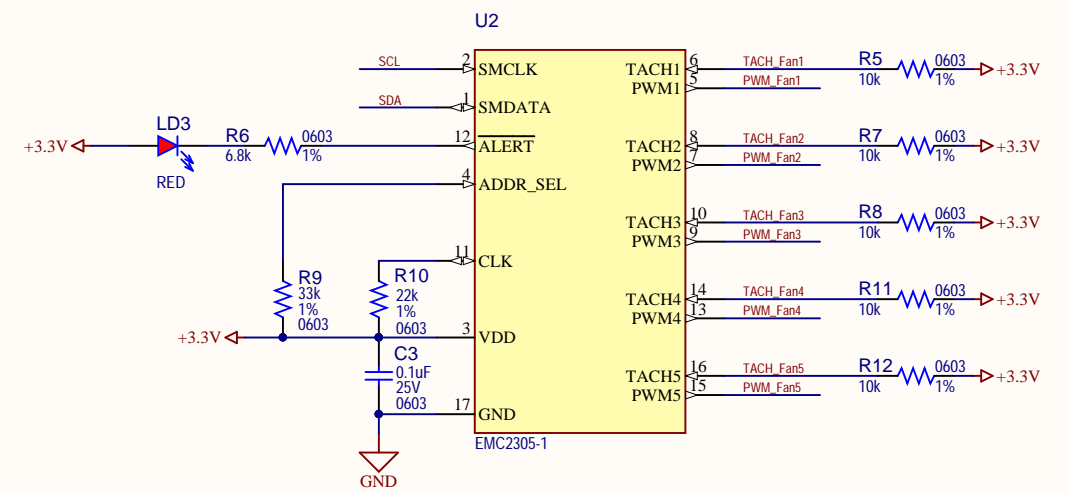 U2
SCL
2
SMCLK
SDA
1
SMDATA
LD3
+3.3V
RED
R6
6.8k
0603
1%
12
ALERT
4
ADDR_SEL
11
CLK
R9
33k
1%
0603
R10
22k
1%
0603
+3.3V
3
VDD
C3
0.1uF
25V
0603
17
GND
GND
EMC2305-1
TACH1
6
TACH_Fan1
R5
10k
0603
1%
+3.3V
PWM1
5
PWM_Fan1
TACH2
8
TACH_Fan2
R7
10k
0603
1%
+3.3V
PWM2
7
PWM_Fan2
TACH3
10
TACH_Fan3
R8
10k
0603
1%
+3.3V
PWM3
9
PWM_Fan3
TACH4
14
TACH_Fan4
R11
10k
0603
1%
+3.3V
PWM4
13
PWM_Fan4
TACH5
16
TACH_Fan5
R12
10k
0603
1%
+3.3V
PWM5
15
PWM_Fan5